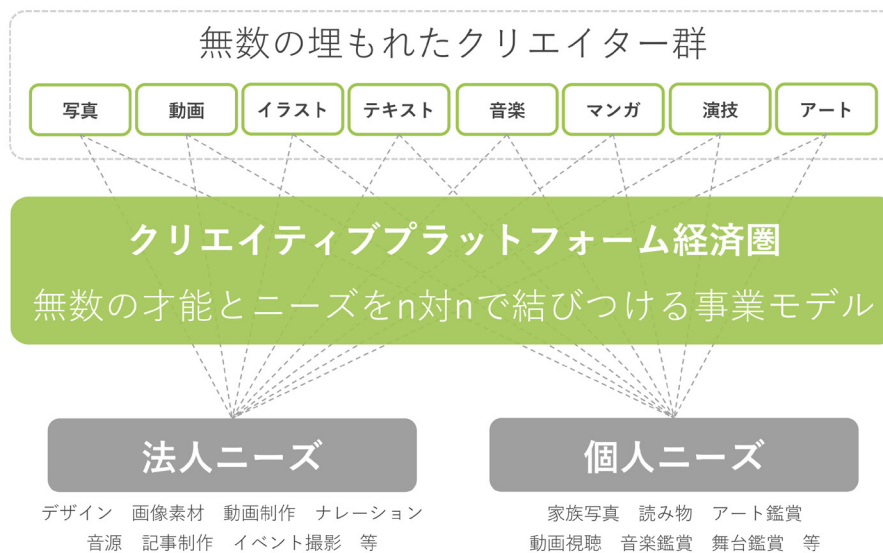 無数の埋もれたクリエイター群
写真 動画 イラスト テキスト 音楽 マンガ 演技 アート
クリエイティブプラットフォーム経済圏
無数の才能とニーズをn対nで結びつける事業モデル
法人ニーズ
デザイン 画像素材 動画制作 ナレーション
音源 記事制作 イベント撮影 等
個人ニーズ
家族写真 読み物 アート鑑賞
動画視聴 音楽鑑賞 舞台鑑賞 等